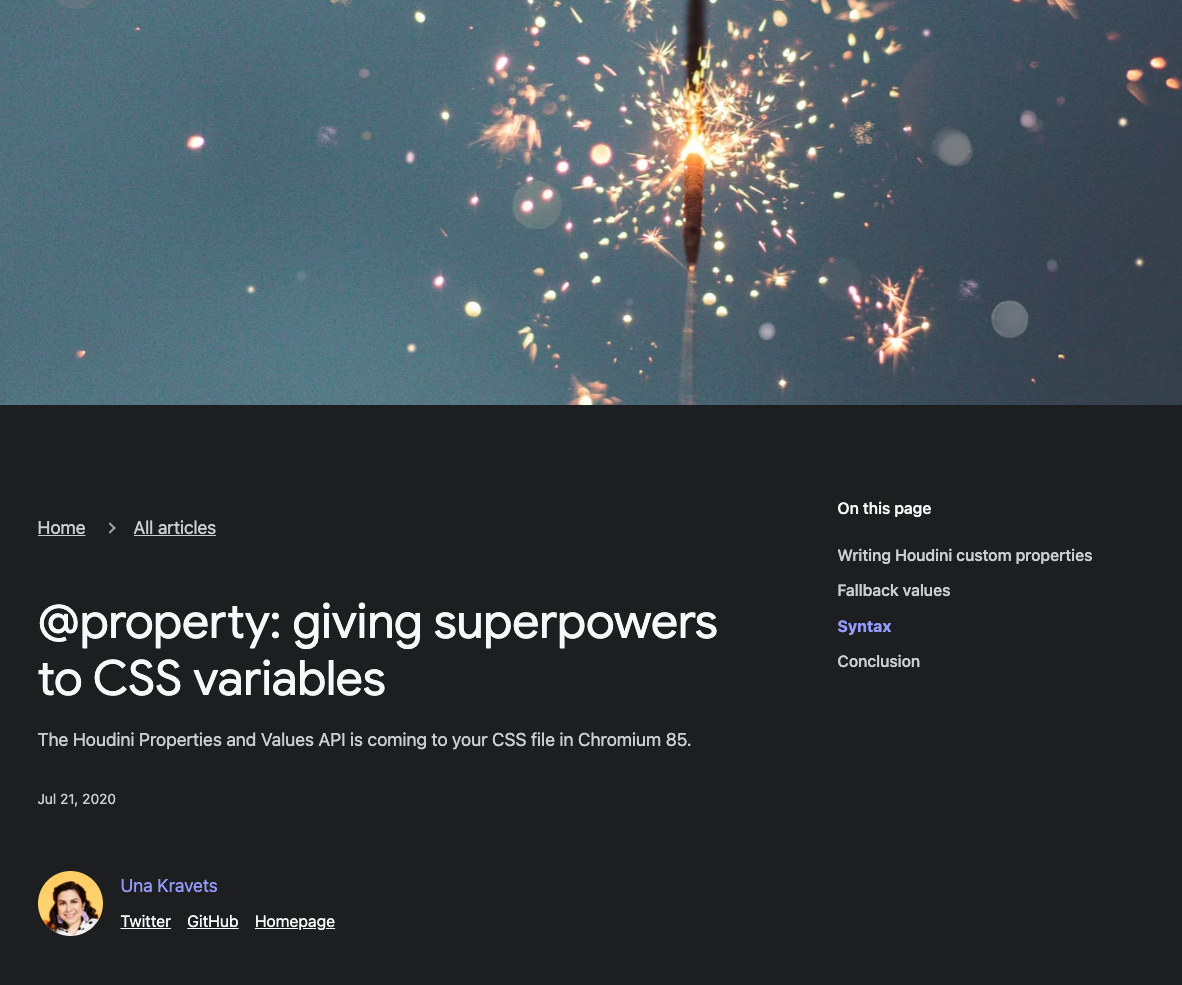 Home > All articles
@property: giving superpowers
to CSS variables
The Houdini Properties and Values API is coming to your CSS file in Chromium 85.
Jul 21, 2020
Una Kravets
Twitter GitHub Homepage
On this page
Writing Houdini custom properties
Fallback values
Syntax
Conclusion